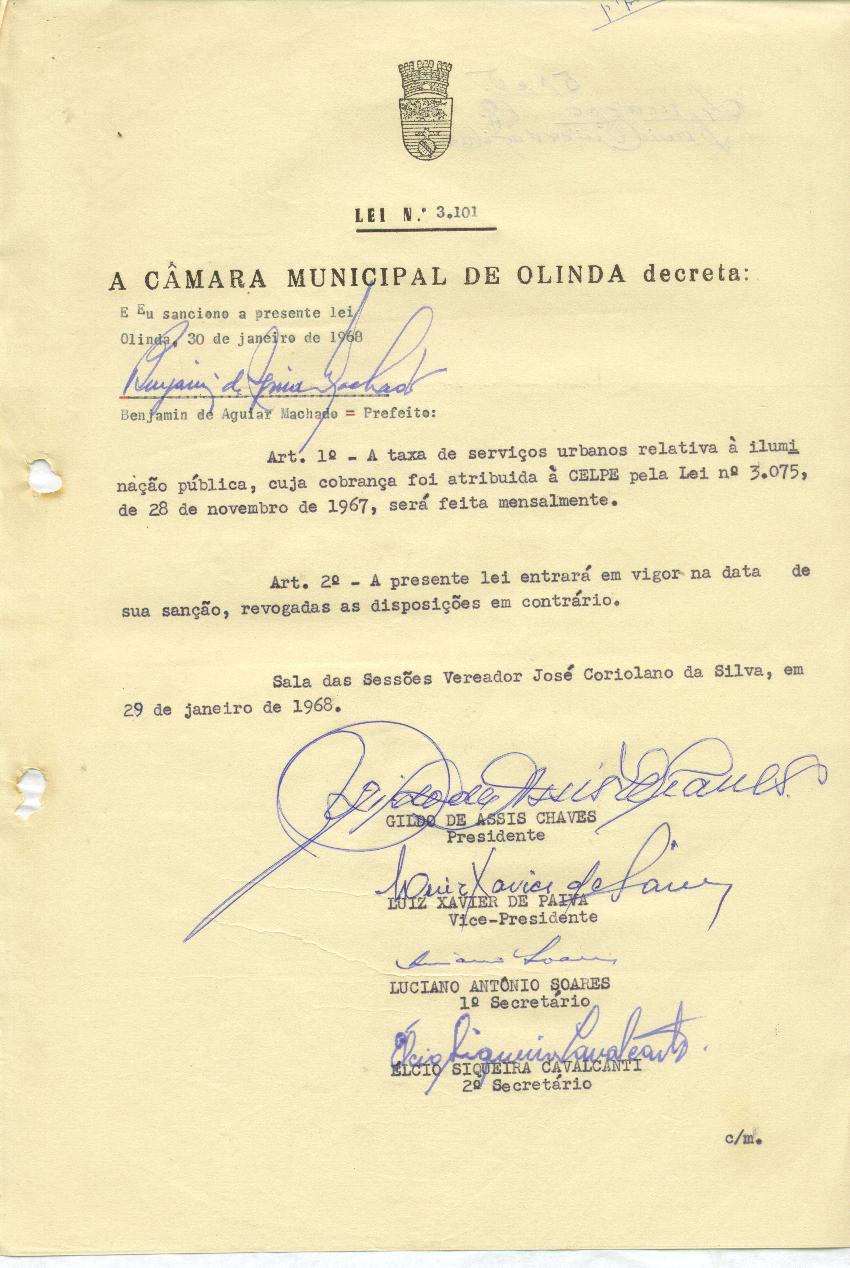 LEI N.º 3.101
A CÂMARA MUNICIPAL DE OLINDA decreta:
E Eu sanciono a presente lei
Olinda, 30 de janeiro de 1968
Benjamin de Aguiar Machado
Benjamin de Aguiar Machado = Prefeito:
Art. 1º - A taxa de serviços urbanos relativa à ilumi
nação pública, cuja cobrança foi atribuida à CELPE pela Lei nº 3.075,
de 28 de novembro de 1967, será feita mensalmente.
Art. 2º - A presente lei entrará em vigor na data de
sua sanção, revogadas as disposições em contrário.
Sala das Sessões Vereador José Coriolano da Silva, em
29 de janeiro de 1968.
Gildo de Assis Chaves
GILDO DE ASSIS CHAVES
Presidente
Luiz Xavier de Paiva
LUIZ XAVIER DE PAIVA
Vice-Presidente
Luciano Soares
LUCIANO ANTÔNIO SOARES
1º Secretário
Élcio Siqueira Cavalcanti
ÉLCIO SIQUEIRA CAVALCANTI
2º Secretário
c/m.